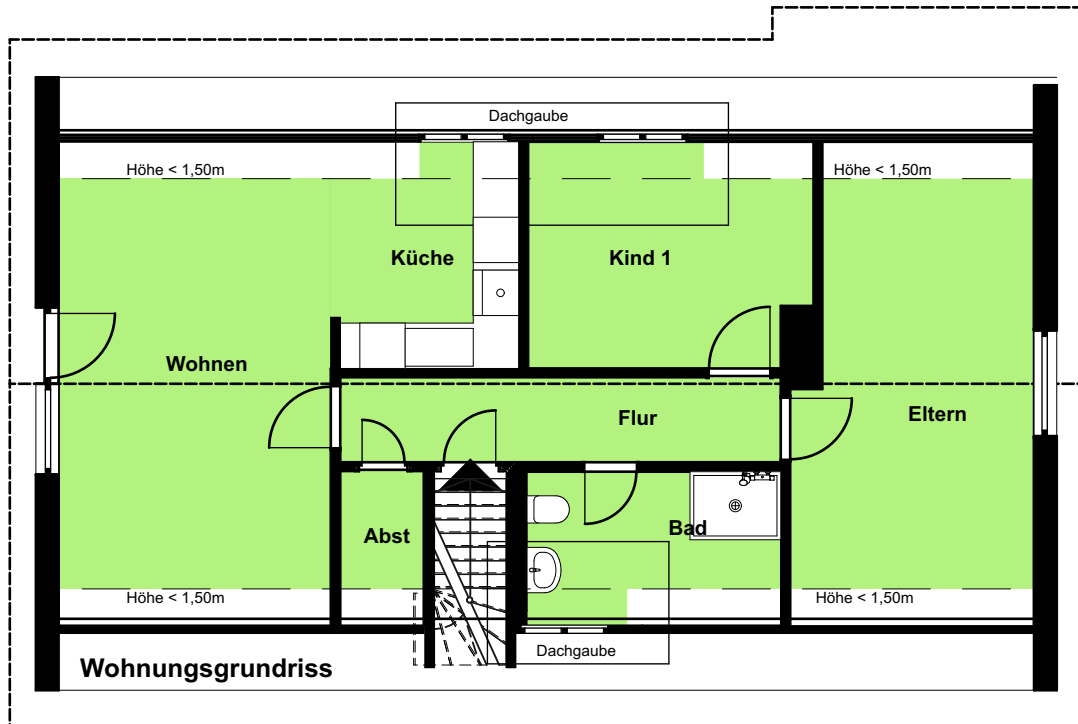 Dachgaube
Höhe < 1,50m
Höhe < 1,50m
Küche
Kind 1
Wohnen
Flur
Eltern
Abst
Bad
Höhe < 1,50m
Höhe < 1,50m
Dachgaube
Wohnungsgrundriss